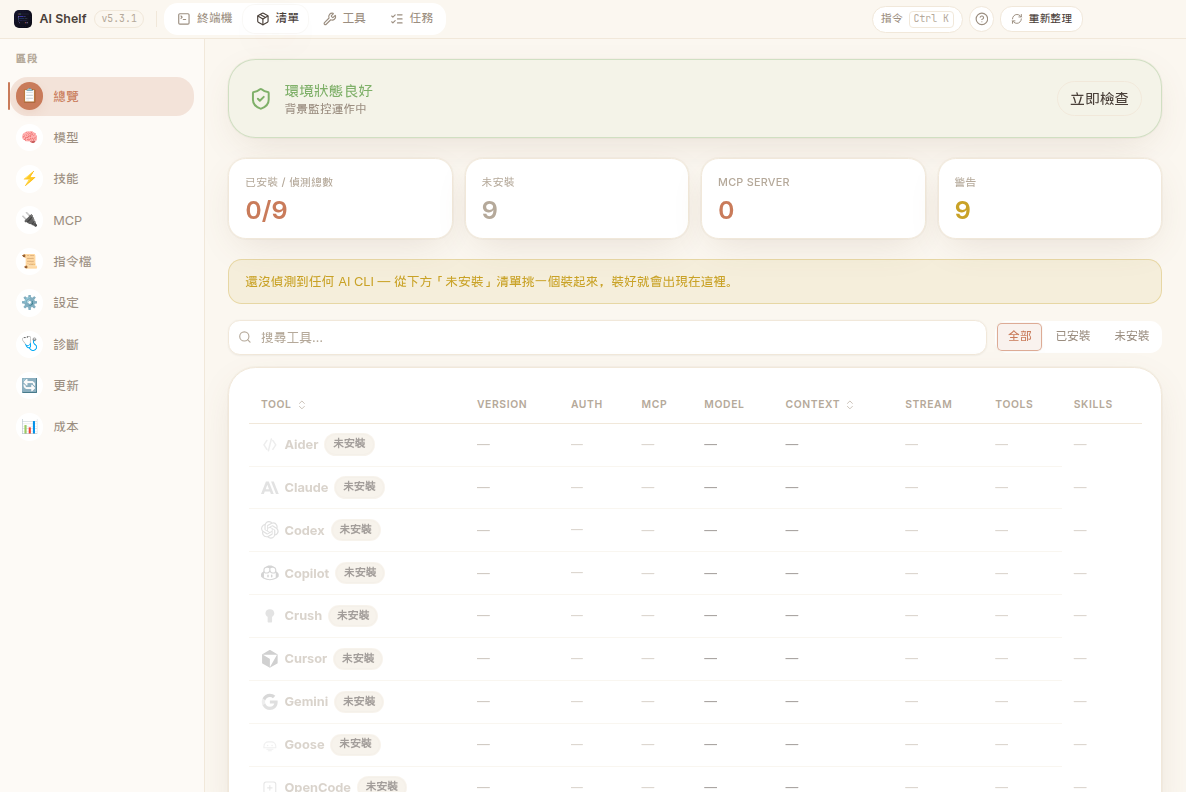 AI Shelf v5.3.1 終端機 清單 工具 任務 指令 Ctrl K 重新整理
區段
總覽
模型
技能
MCP
指令檔
設定
診斷
更新
成本
環境狀態良好
背景監控運作中
立即檢查
已安裝 / 偵測總數
0/9
未安裝
9
MCP SERVER
0
警告
9
還沒偵測到任何 AI CLI — 從下方「未安裝」清單挑一個裝起來，裝好就會出現在這裡。
搜尋工具...
全部 已安裝 未安裝
TOOL VERSION AUTH MCP MODEL CONTEXT STREAM TOOLS SKILLS
Aider 未安裝 — — — — — — — —
Claude 未安裝 — — — — — — — —
Codex 未安裝 — — — — — — — —
Copilot 未安裝 — — — — — — — —
Crush 未安裝 — — — — — — — —
Cursor 未安裝 — — — — — — — —
Gemini 未安裝 — — — — — — — —
Goose 未安裝 — — — — — — — —
OpenCode 未安裝 — — — — — — — —